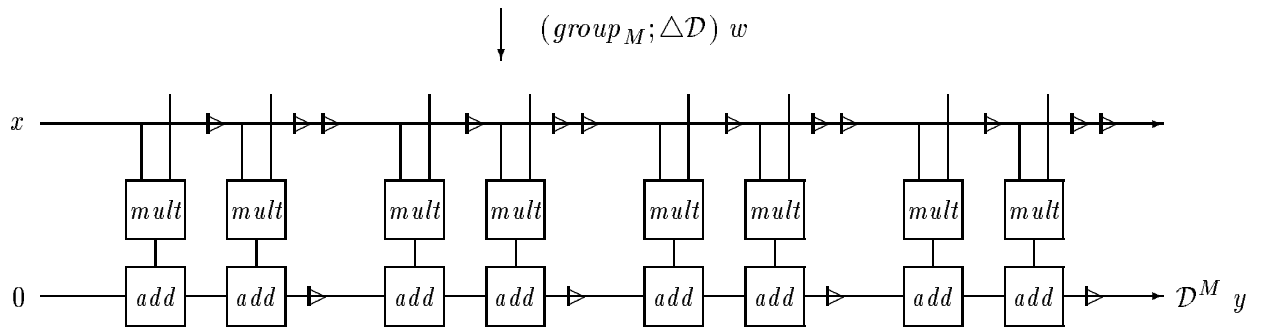 (group_M; △𝒟) w
x
mult mult mult mult mult mult mult mult
0 add add add add add add add add 𝒟^M y